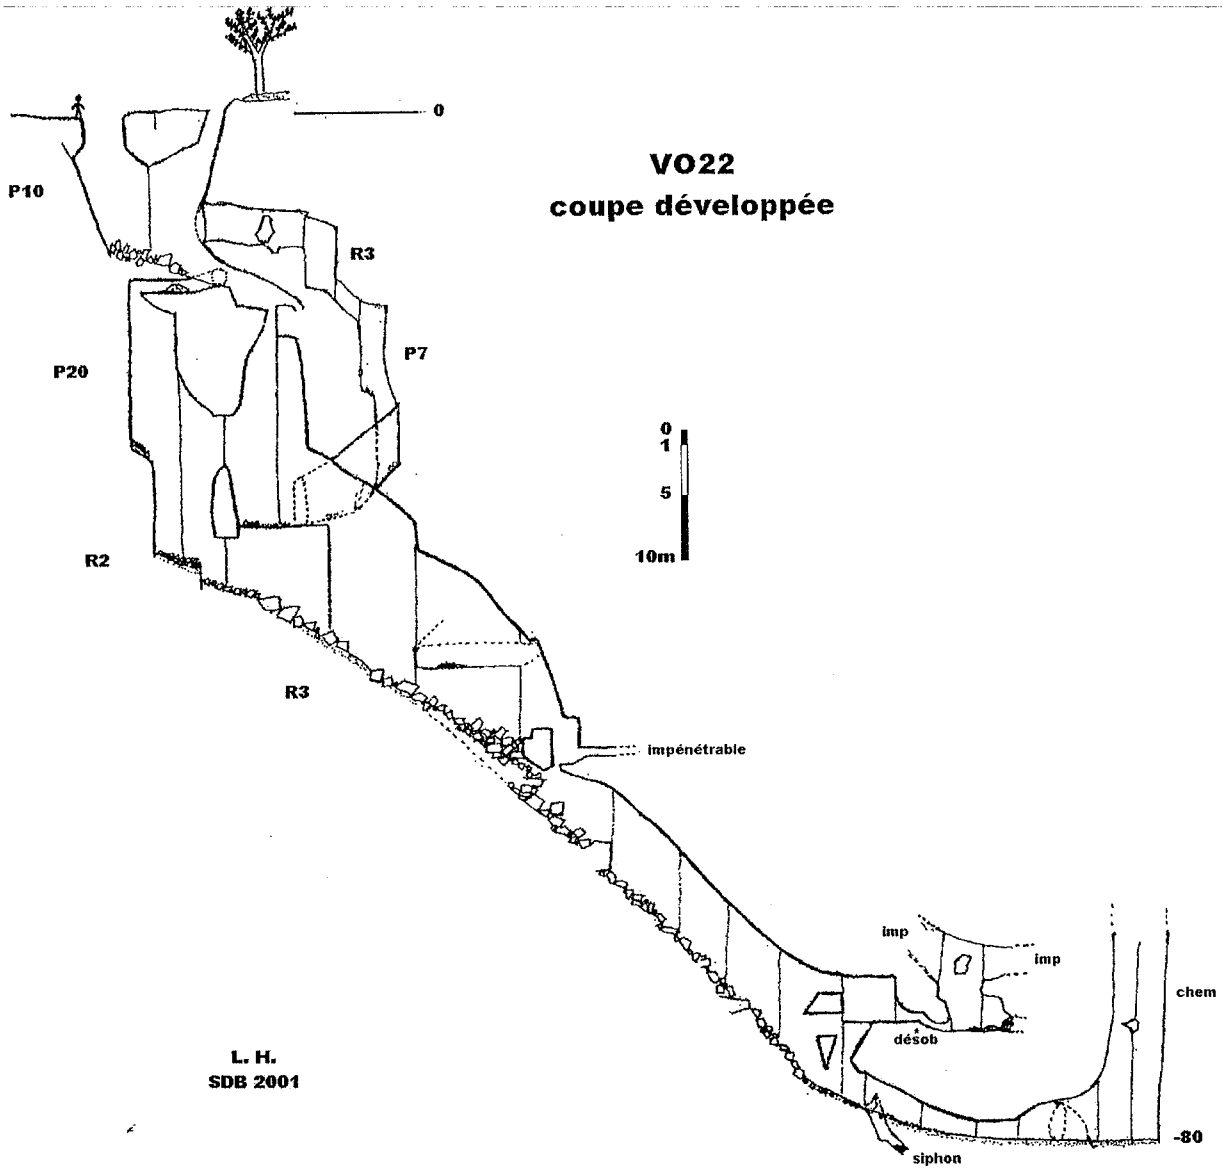 0
VO22
coupe développée
P10
R3
P7
P20
0
1
5
10m
R2
R3
impénétrable
imp
imp
chem
désob
L. H.
SDB 2001
-80
siphon